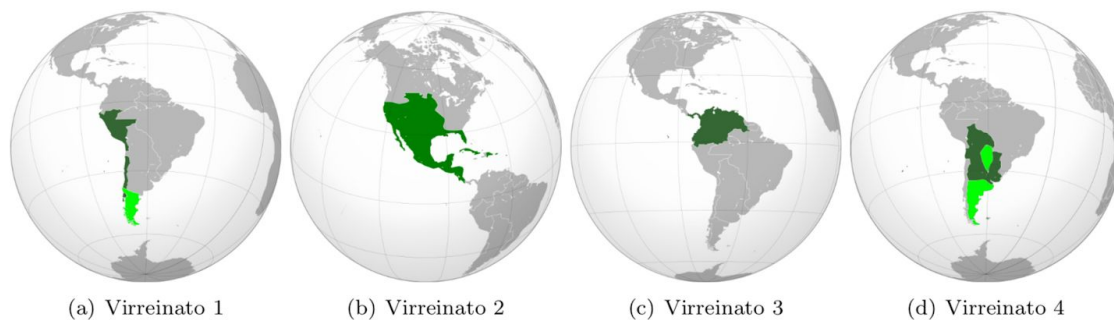 (a) Virreinato 1
(b) Virreinato 2
(c) Virreinato 3
(d) Virreinato 4